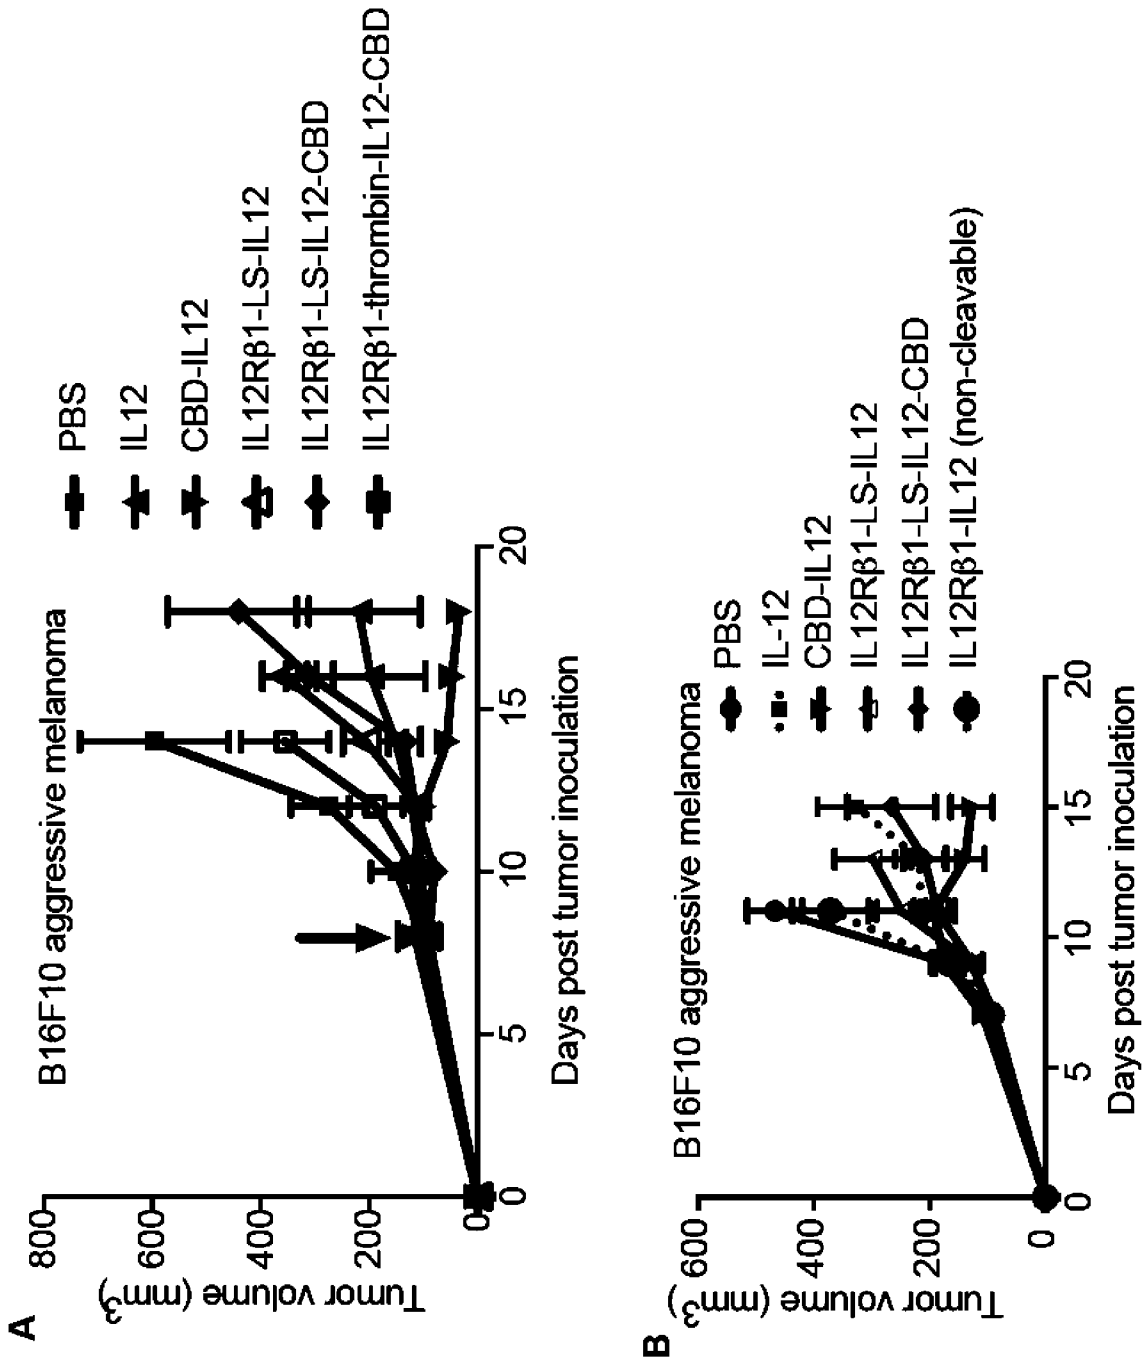 A
B16F10 aggressive melanoma
Tumor volume (mm3)
800
600
400
200
0
0
5
10
15
20
Days post tumor inoculation
PBS
IL12
CBD-IL12
IL12Rβ1-LS-IL12
IL12Rβ1-LS-IL12-CBD
IL12Rβ1-thrombin-IL12-CBD
B
B16F10 aggressive melanoma
Tumor volume (mm3)
600
400
200
0
0
5
10
15
20
Days post tumor inoculation
PBS
IL-12
CBD-IL12
IL12Rβ1-LS-IL12
IL12Rβ1-LS-IL12-CBD
IL12Rβ1-IL12 (non-cleavable)